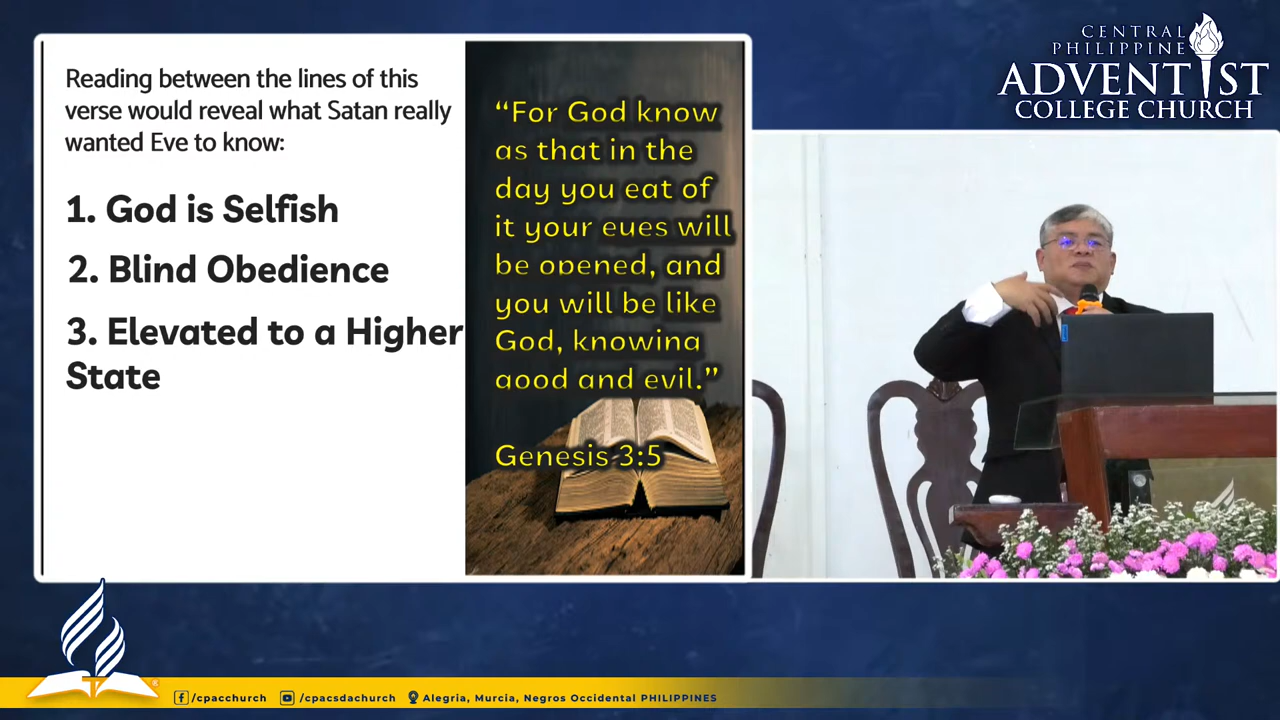 Reading between the lines of this
verse would reveal what Satan really
wanted Eve to know:
1. God is Selfish
2. Blind Obedience
3. Elevated to a Higher
State
“For God know
as that in the
day you eat of
it your eyes will
be opened, and
you will be like
God, knowing
good and evil.”
Genesis 3:5
CENTRAL
PHILIPPINE
ADVENTIST
COLLEGE CHURCH
/cpacchurch
/cpacsdachurch
Alegria, Murcia, Negros Occidental PHILIPPINES